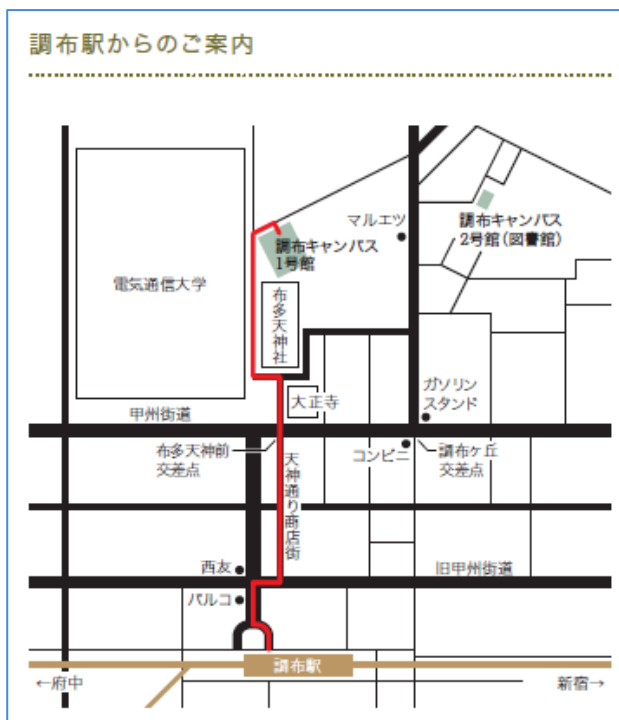 調布駅からのご案内
マルエツ
調布キャンパス
2号館(図書館)
調布キャンパス
1号館
電気通信大学
布多天神社
大正寺
ガソリン
スタンド
甲州街道
布多天神前
交差点
コンビニ
調布ケ丘
交差点
天神通り商店街
西友
旧甲州街道
パルコ
調布駅
←府中
新宿→